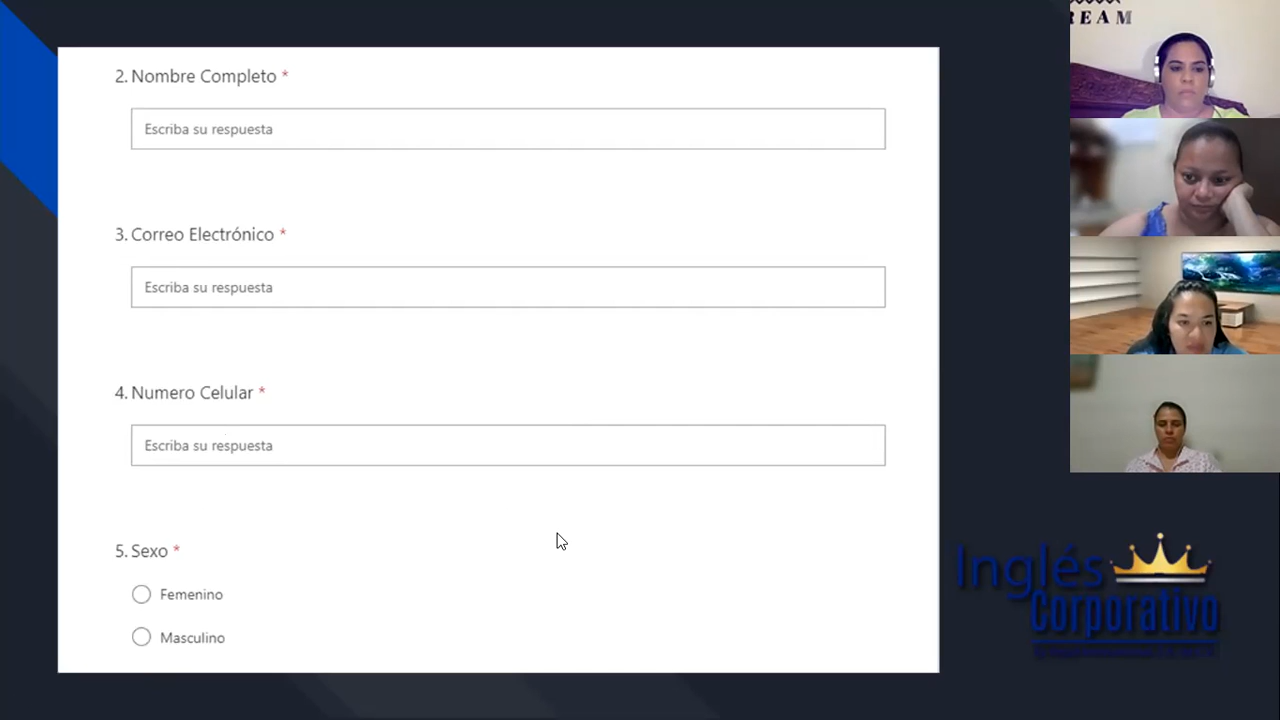 2. Nombre Completo *
Escriba su respuesta
3. Correo Electrónico *
Escriba su respuesta
4. Numero Celular *
Escriba su respuesta
5. Sexo *
Femenino
Masculino
REAM
Inglés
Corporativo